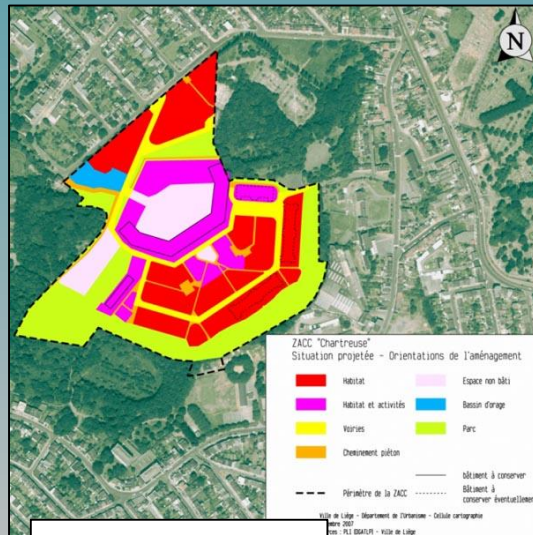 N
ZACC "Chartreuse"
Situation projetée - Orientations de l'aménagement
Habitat
Espace non bâti
Habitat et activités
Bassin d'orage
Voiries
Parc
Cheminement piéton
bâtiment à conserver
Périmètre de la ZACC
Bâtiment à
conserver éventuellement
Ville de Liège - Département de l'Urbanisme - Cellule cartographie
2007
: PLI - Ville de Liège